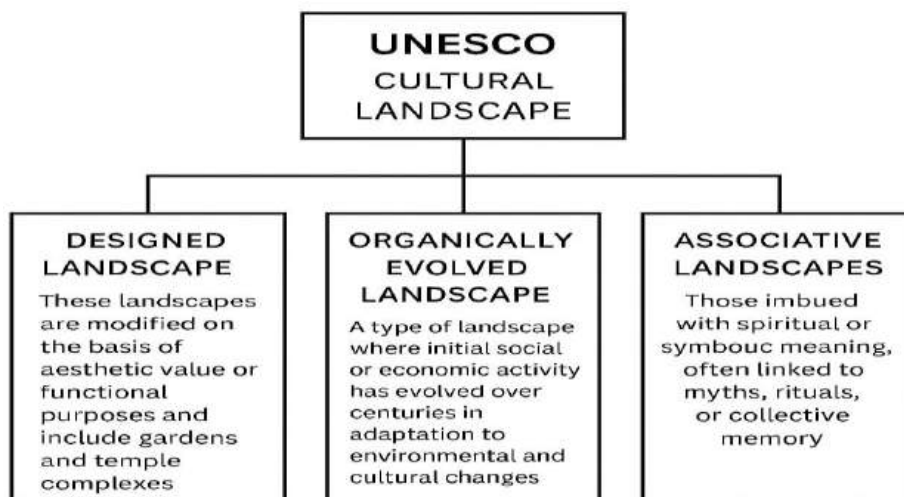 UNESCO
CULTURAL
LANDSCAPE
DESIGNED
LANDSCAPE
These landscapes
are modified on
the basis of
aesthetic value or
functional
purposes and
include gardens
and temple
complexes
ORGANICALLY
EVOLVED
LANDSCAPE
A type of landscape
where initial social
or economic activity
has evolved over
centuries in
adaptation to
environmental and
cultural changes
ASSOCIATIVE
LANDSCAPES
Those imbued
with spiritual or
symbouc meaning,
often linked to
myths, rituals,
or collective
memory